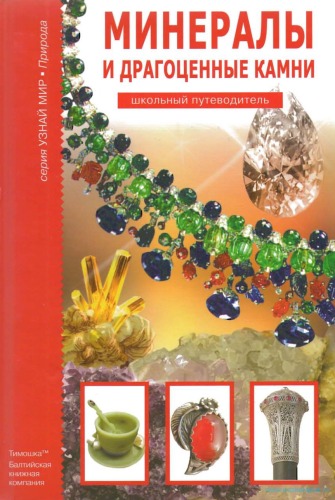 МИНЕРАЛЫ
И ДРАГОЦЕННЫЕ КАМНИ
школьный путеводитель
серия УЗНАЙ МИР • Природа
Тимошка™
Балтийская
книжная
компания